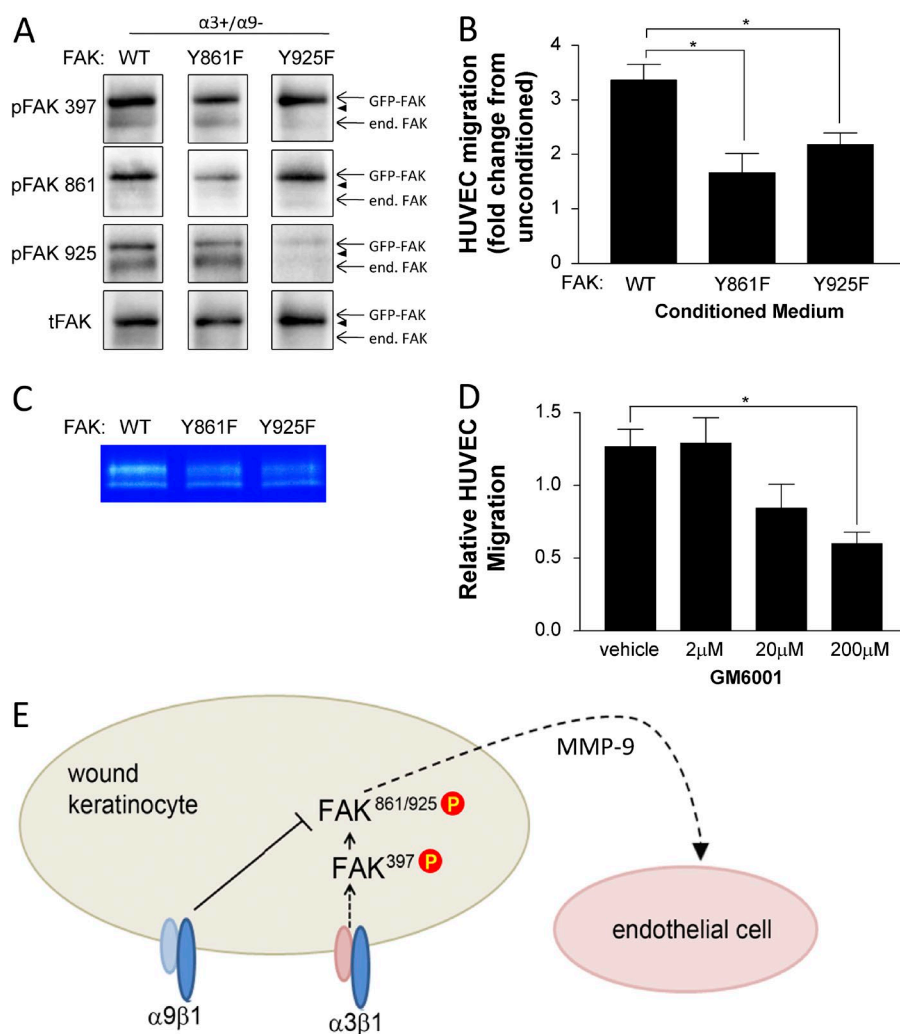 A
α3+/α9-
FAK: WT Y861F Y925F
pFAK 397
GFP-FAK
end. FAK
pFAK 861
GFP-FAK
end. FAK
pFAK 925
GFP-FAK
end. FAK
tFAK
GFP-FAK
end. FAK
B
HUVEC migration
(fold change from
unconditioned)
4
3
2
1
0
*
*
FAK: WT Y861F Y925F
Conditioned Medium
C
FAK: WT Y861F Y925F
D
Relative HUVEC
Migration
1.5
1.0
0.5
0.0
*
vehicle 2µM 20µM 200µM
GM6001
E
wound
keratinocyte
FAK861/925 P
FAK397 P
α9β1
α3β1
MMP-9
endothelial cell